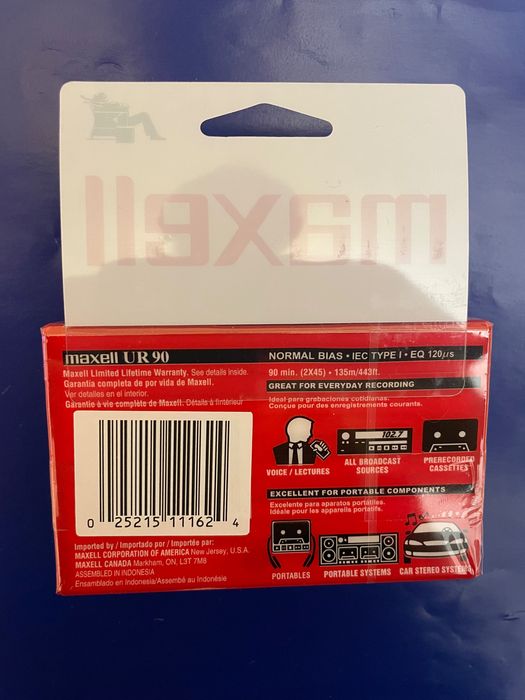 maxell
maxell UR 90
NORMAL BIAS • IEC TYPE I • EQ 120µs
Maxell Limited Lifetime Warranty. See details inside.
Garantía completa de por vida de Maxell.
Ver detalles en el interior.
Garantie à vie complète de Maxell. Détails à l'intérieur
90 min. (2X45) • 135m/443ft.
GREAT FOR EVERYDAY RECORDING
Ideal para grabaciones cotidianas.
Conçue pour des enregistrements courants.
102.7
VOICE / LECTURES
ALL BROADCAST
SOURCES
PRERECORDED
CASSETTES
EXCELLENT FOR PORTABLE COMPONENTS
Excelente para aparatos portátiles.
Idéale pour les appareils portatifs.
PORTABLES
PORTABLE SYSTEMS
CAR STEREO SYSTEMS
0 25215 11162 4
Imported by / Importado por / Importée par:
MAXELL CORPORATION OF AMERICA New Jersey, U.S.A.
MAXELL CANADA Markham, ON, L3T 7M8
ASSEMBLED IN INDONESIA
Ensamblado en Indonesia/Assemblé au Indonésie